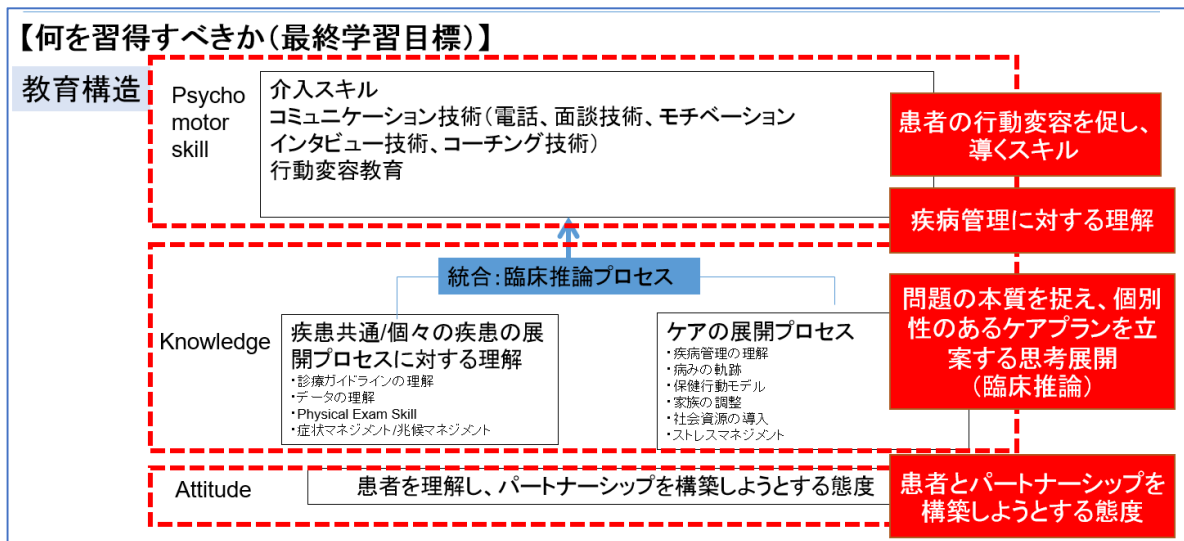 【何を習得すべきか(最終学習目標)】
教育構造
Psycho
motor
skill
介入スキル
コミュニケーション技術(電話、面談技術、モチベーション
インタビュー技術、コーチング技術)
行動変容教育
患者の行動変容を促し、
導くスキル
疾病管理に対する理解
統合:臨床推論プロセス
Knowledge
疾患共通/個々の疾患の展
開プロセスに対する理解
・診療ガイドラインの理解
・データの理解
・Physical Exam Skill
・症状マネジメント/兆候マネジメント
ケアの展開プロセス
・疾病管理の理解
・病みの軌跡
・保健行動モデル
・家族の調整
・社会資源の導入
・ストレスマネジメント
問題の本質を捉え、個別
性のあるケアプランを立
案する思考展開
(臨床推論)
Attitude
患者を理解し、パートナーシップを構築しようとする態度
患者とパートナーシップを
構築しようとする態度